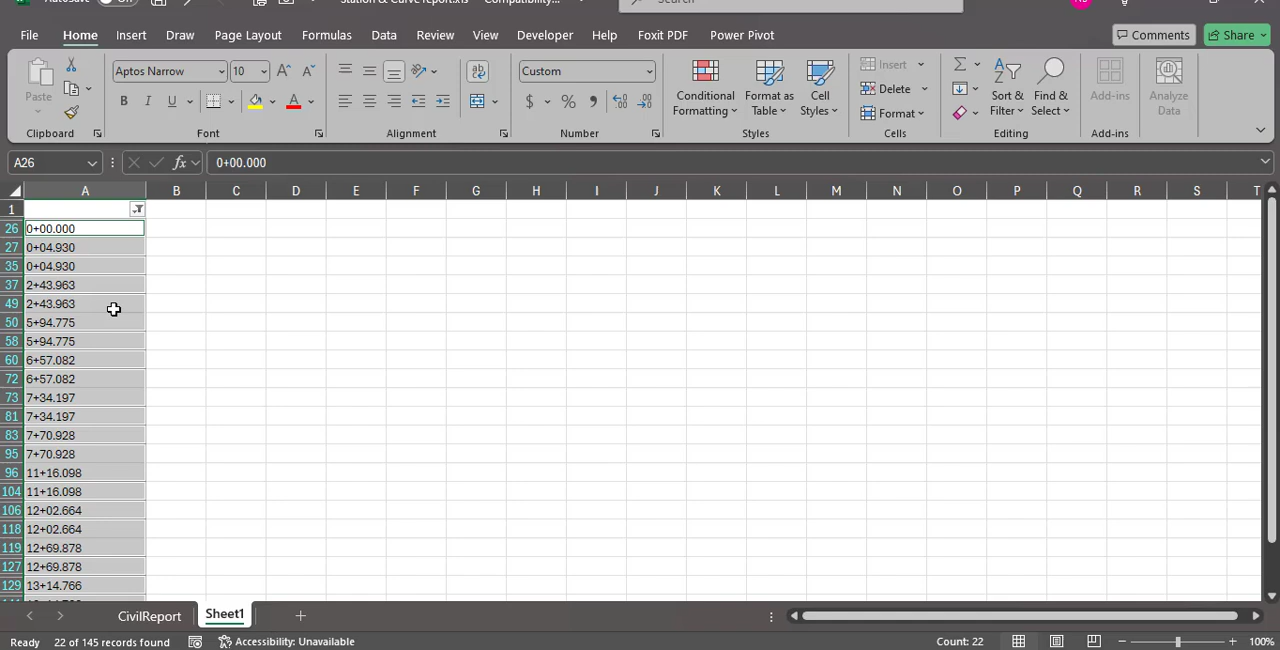 Station & Curve report.xls - Compatibility...
Search
File Home Insert Draw Page Layout Formulas Data Review View Developer Help Foxit PDF Power Pivot Comments Share
Paste Aptos Narrow 10 Custom Insert Delete Format
B I U A $ % Conditional Formatting Format as Table Cell Styles Sort & Filter Find & Select Add-ins Analyze Data
Clipboard Font Alignment Number Styles Cells Editing Add-ins
A26 fx 0+00.000
A B C D E F G H I J K L M N O P Q R S T
1
26 0+00.000
27 0+04.930
35 0+04.930
37 2+43.963
49 2+43.963
50 5+94.775
58 5+94.775
60 6+57.082
72 6+57.082
73 7+34.197
81 7+34.197
83 7+70.928
95 7+70.928
96 11+16.098
104 11+16.098
106 12+02.664
118 12+02.664
119 12+69.878
127 12+69.878
129 13+14.766
CivilReport Sheet1
Ready 22 of 145 records found Accessibility: Unavailable Count: 22 100%